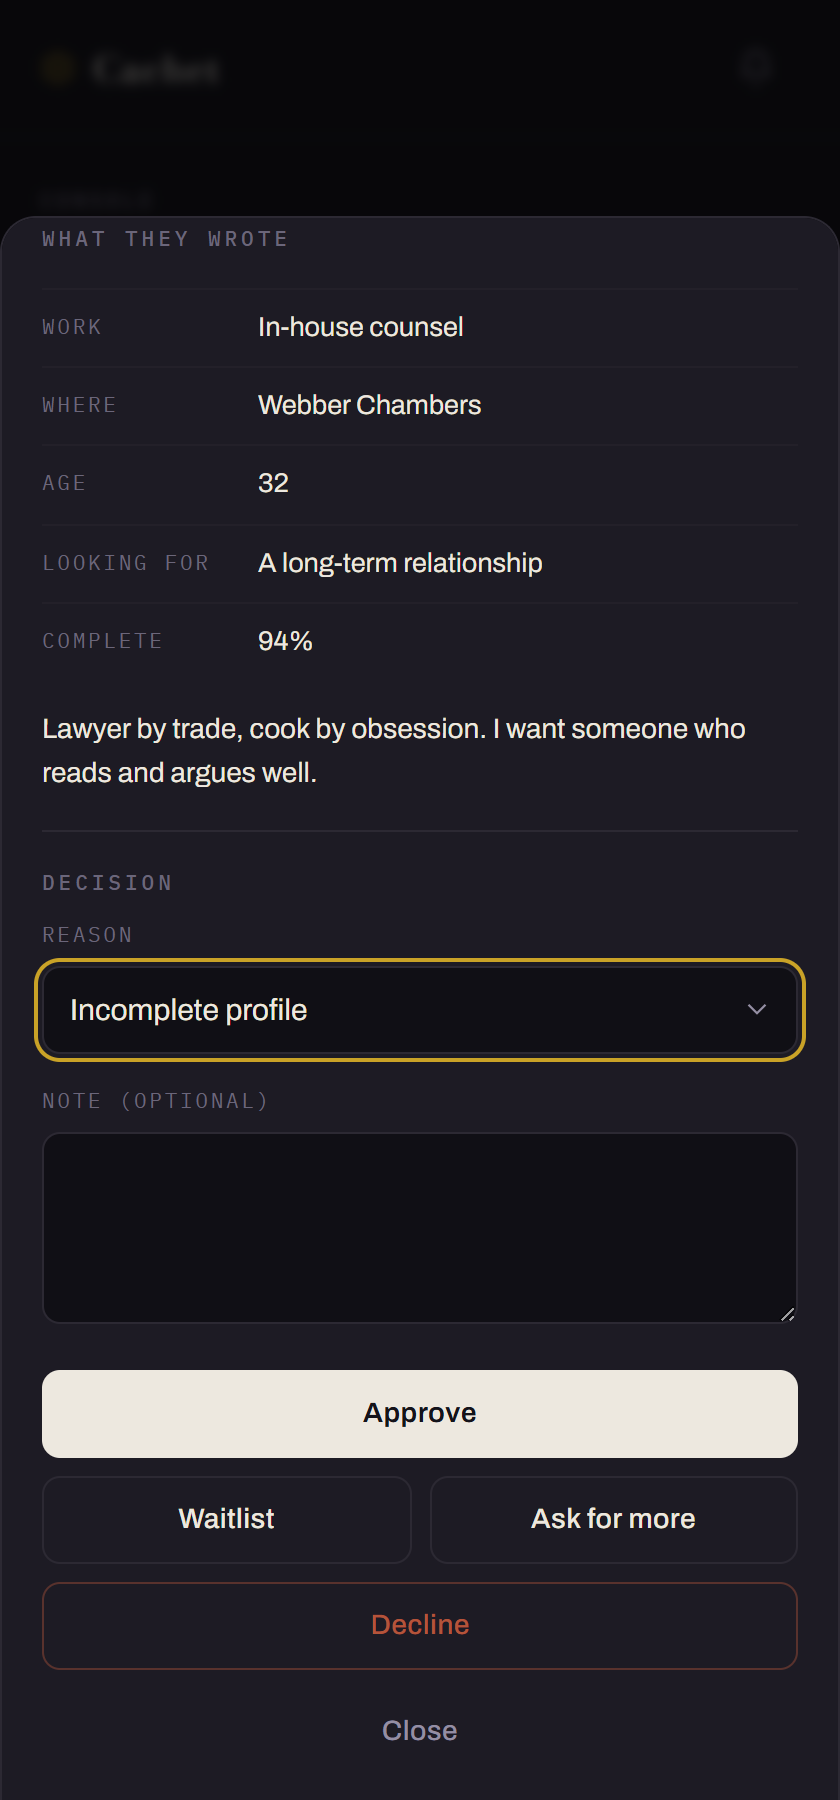 WHAT THEY WROTE
WORK In-house counsel
WHERE Webber Chambers
AGE 32
LOOKING FOR A long-term relationship
COMPLETE 94%
Lawyer by trade, cook by obsession. I want someone who
reads and argues well.
DECISION
REASON
Incomplete profile
NOTE (OPTIONAL)
Approve
Waitlist Ask for more
Decline
Close